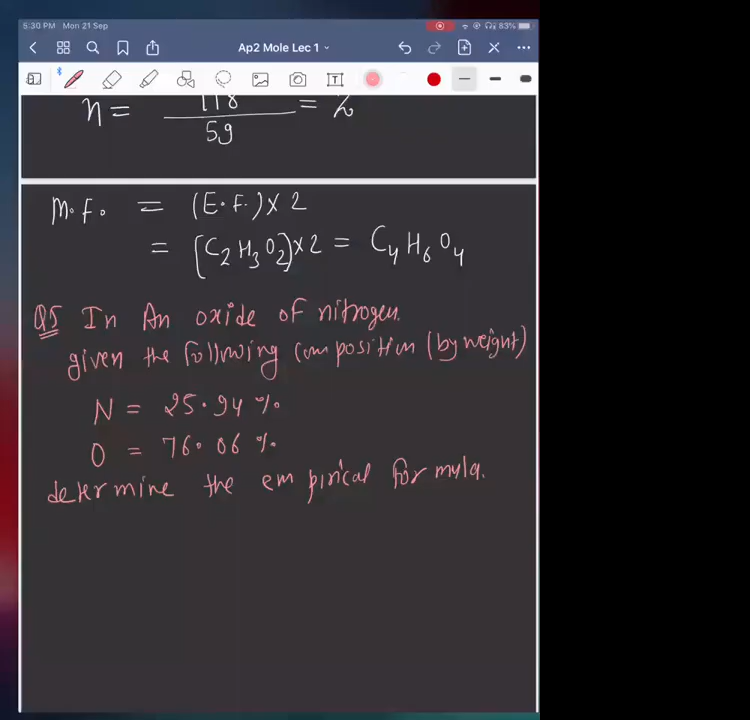 5:30 PM Mon 21 Sep
83%
Ap2 Mole Lec 1
n = 118 / 59 = 2
M.F. = (E.F.) × 2
= [C2H3O2] × 2 = C4H6O4
Q5 In An oxide of nitrogen.
given the following composition (by weight)
N = 25.94 %.
O = 76.06 %.
determine the empirical formula.